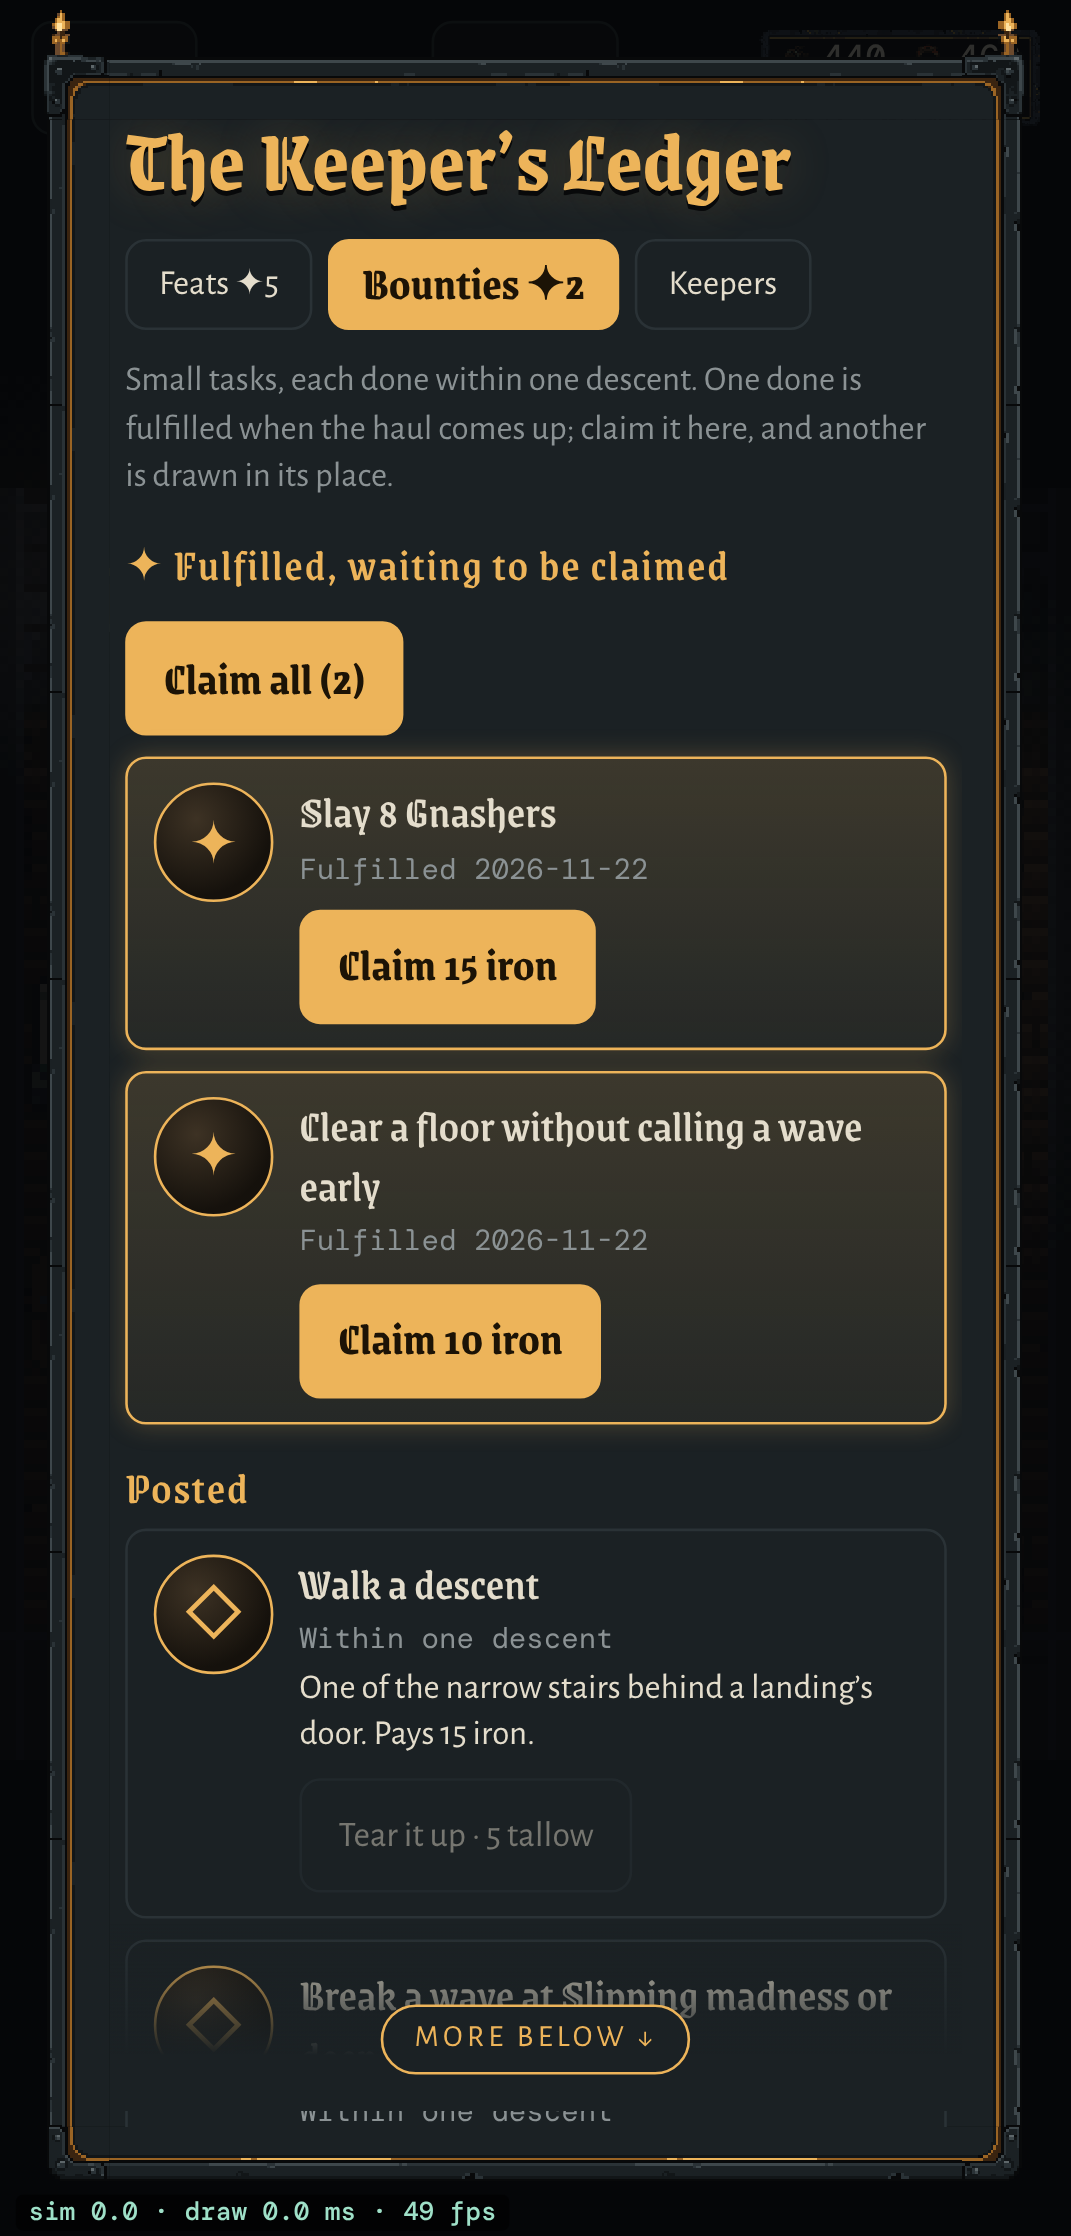 440 46
The Keeper's Ledger
Feats ✦5 Bounties ✦2 Keepers
Small tasks, each done within one descent. One done is
fulfilled when the haul comes up; claim it here, and another
is drawn in its place.
✦ Fulfilled, waiting to be claimed
Claim all (2)
Slay 8 Gnashers
Fulfilled 2026-11-22
Claim 15 iron
Clear a floor without calling a wave
early
Fulfilled 2026-11-22
Claim 10 iron
Posted
Walk a descent
Within one descent
One of the narrow stairs behind a landing’s
door. Pays 15 iron.
Tear it up · 5 tallow
Break a wave at Slipping madness or
MORE BELOW ↓
Within one descent
sim 0.0 · draw 0.0 ms · 49 fps